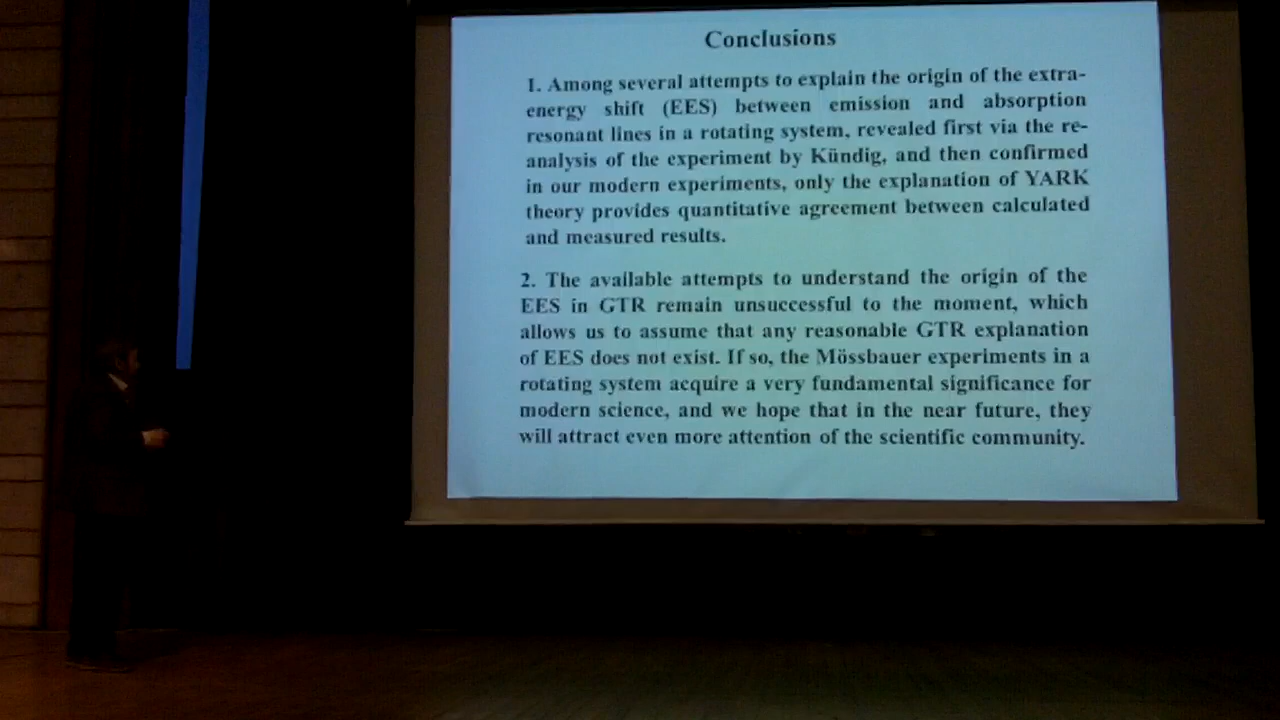 Conclusions
1. Among several attempts to explain the origin of the extra-
energy shift (EES) between emission and absorption
resonant lines in a rotating system, revealed first via the re-
analysis of the experiment by Kündig, and then confirmed
in our modern experiments, only the explanation of YARK
theory provides quantitative agreement between calculated
and measured results.
2. The available attempts to understand the origin of the
EES in GTR remain unsuccessful to the moment, which
allows us to assume that any reasonable GTR explanation
of EES does not exist. If so, the Mössbauer experiments in a
rotating system acquire a very fundamental significance for
modern science, and we hope that in the near future, they
will attract even more attention of the scientific community.